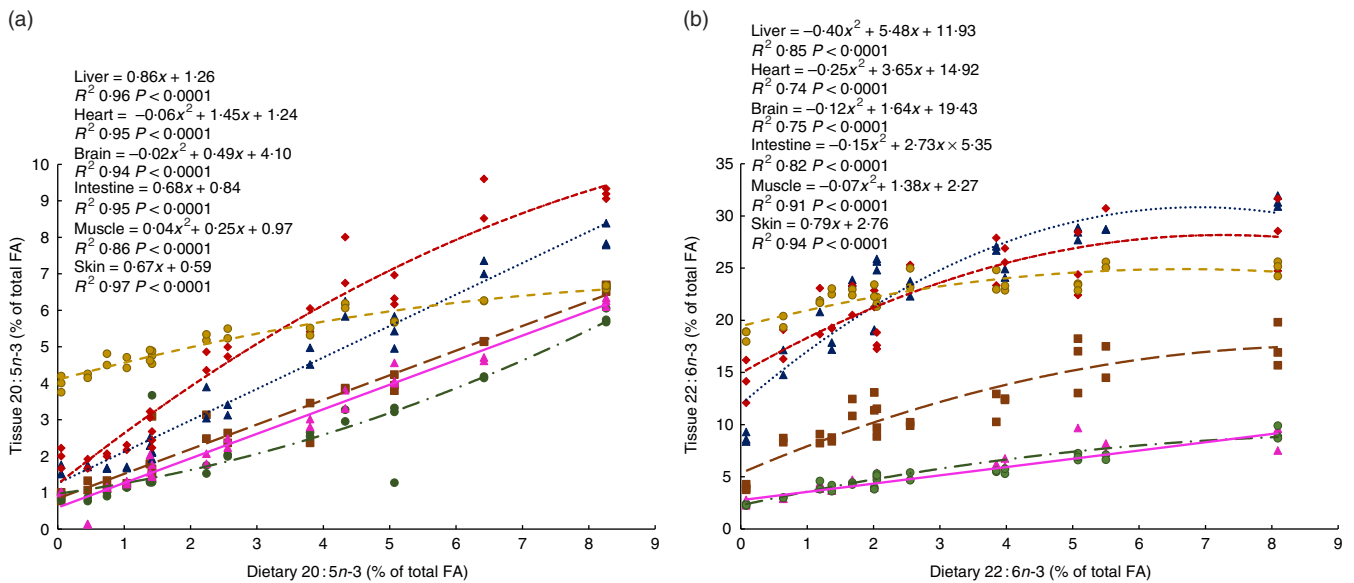 (a)
Liver = 0·86x + 1·26
R² 0·96 P < 0·0001
Heart = −0·06x² + 1·45x + 1·24
R² 0·95 P < 0·0001
Brain = −0·02x² + 0·49x + 4·10
R² 0·94 P < 0·0001
Intestine = 0·68x + 0·84
R² 0·95 P < 0·0001
Muscle = 0·04x² + 0·25x + 0·97
R² 0·86 P < 0·0001
Skin = 0·67x + 0·59
R² 0·97 P < 0·0001
Tissue 20 : 5n-3 (% of total FA)
10
9
8
7
6
5
4
3
2
1
0
0 1 2 3 4 5 6 7 8 9
Dietary 20 : 5n-3 (% of total FA)
(b)
Liver = −0·40x² + 5·48x + 11·93
R² 0·85 P < 0·0001
Heart = −0·25x² + 3·65x + 14·92
R² 0·74 P < 0·0001
Brain = −0·12x² + 1·64x + 19·43
R² 0·75 P < 0·0001
Intestine = −0·15x² + 2·73x × 5·35
R² 0·82 P < 0·0001
Muscle = −0·07x² + 1·38x + 2·27
R² 0·91 P < 0·0001
Skin = 0·79x + 2·76
R² 0·94 P < 0·0001
Tissue 22 : 6n-3 (% of total FA)
35
30
25
20
15
10
5
0
0 1 2 3 4 5 6 7 8 9
Dietary 22 : 6n-3 (% of total FA)